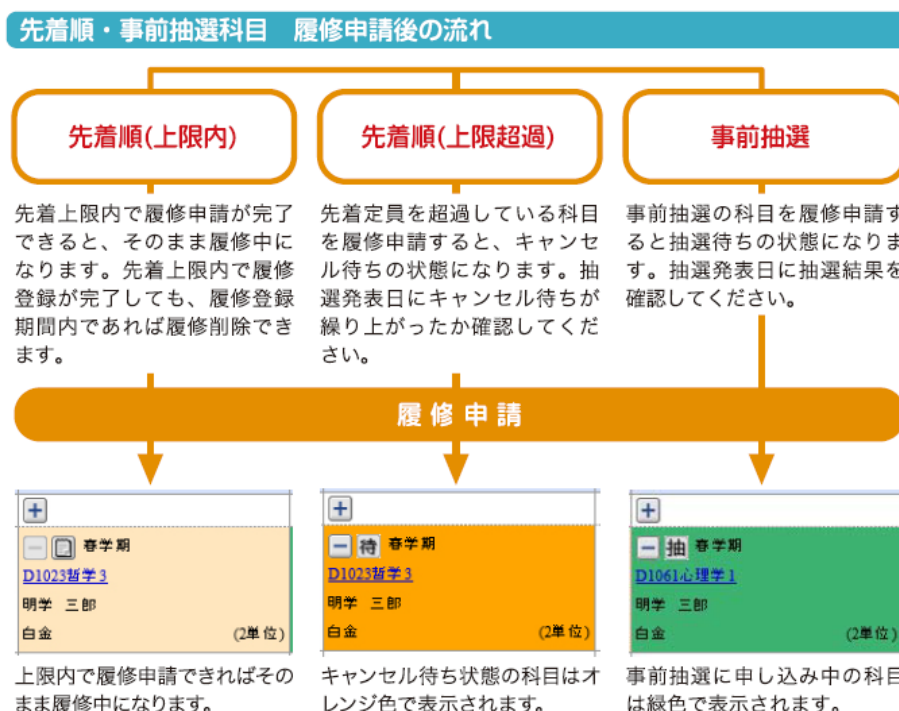 先着順・事前抽選科目　履修申請後の流れ
先着順(上限内)
先着上限内で履修申請が完了
できると、そのまま履修中に
なります。先着上限内で履修
登録が完了しても、履修登録
期間内であれば履修削除でき
ます。
先着順(上限超過)
先着定員を超過している科目
を履修申請すると、キャンセ
ル待ちの状態になります。抽
選発表日にキャンセル待ちが
繰り上がったか確認してくだ
さい。
事前抽選
事前抽選の科目を履修申請す
ると抽選待ちの状態になりま
す。抽選発表日に抽選結果を
確認してください。
履修申請
春学期
D1023哲学3
明学 三郎
白金 (2単位)
上限内で履修申請できればその
まま履修中になります。
待 春学期
D1023哲学3
明学 三郎
白金 (2単位)
キャンセル待ち状態の科目はオ
レンジ色で表示されます。
抽 春学期
D1061心理学1
明学 三郎
白金 (2単位)
事前抽選に申し込み中の科目
は緑色で表示されます。